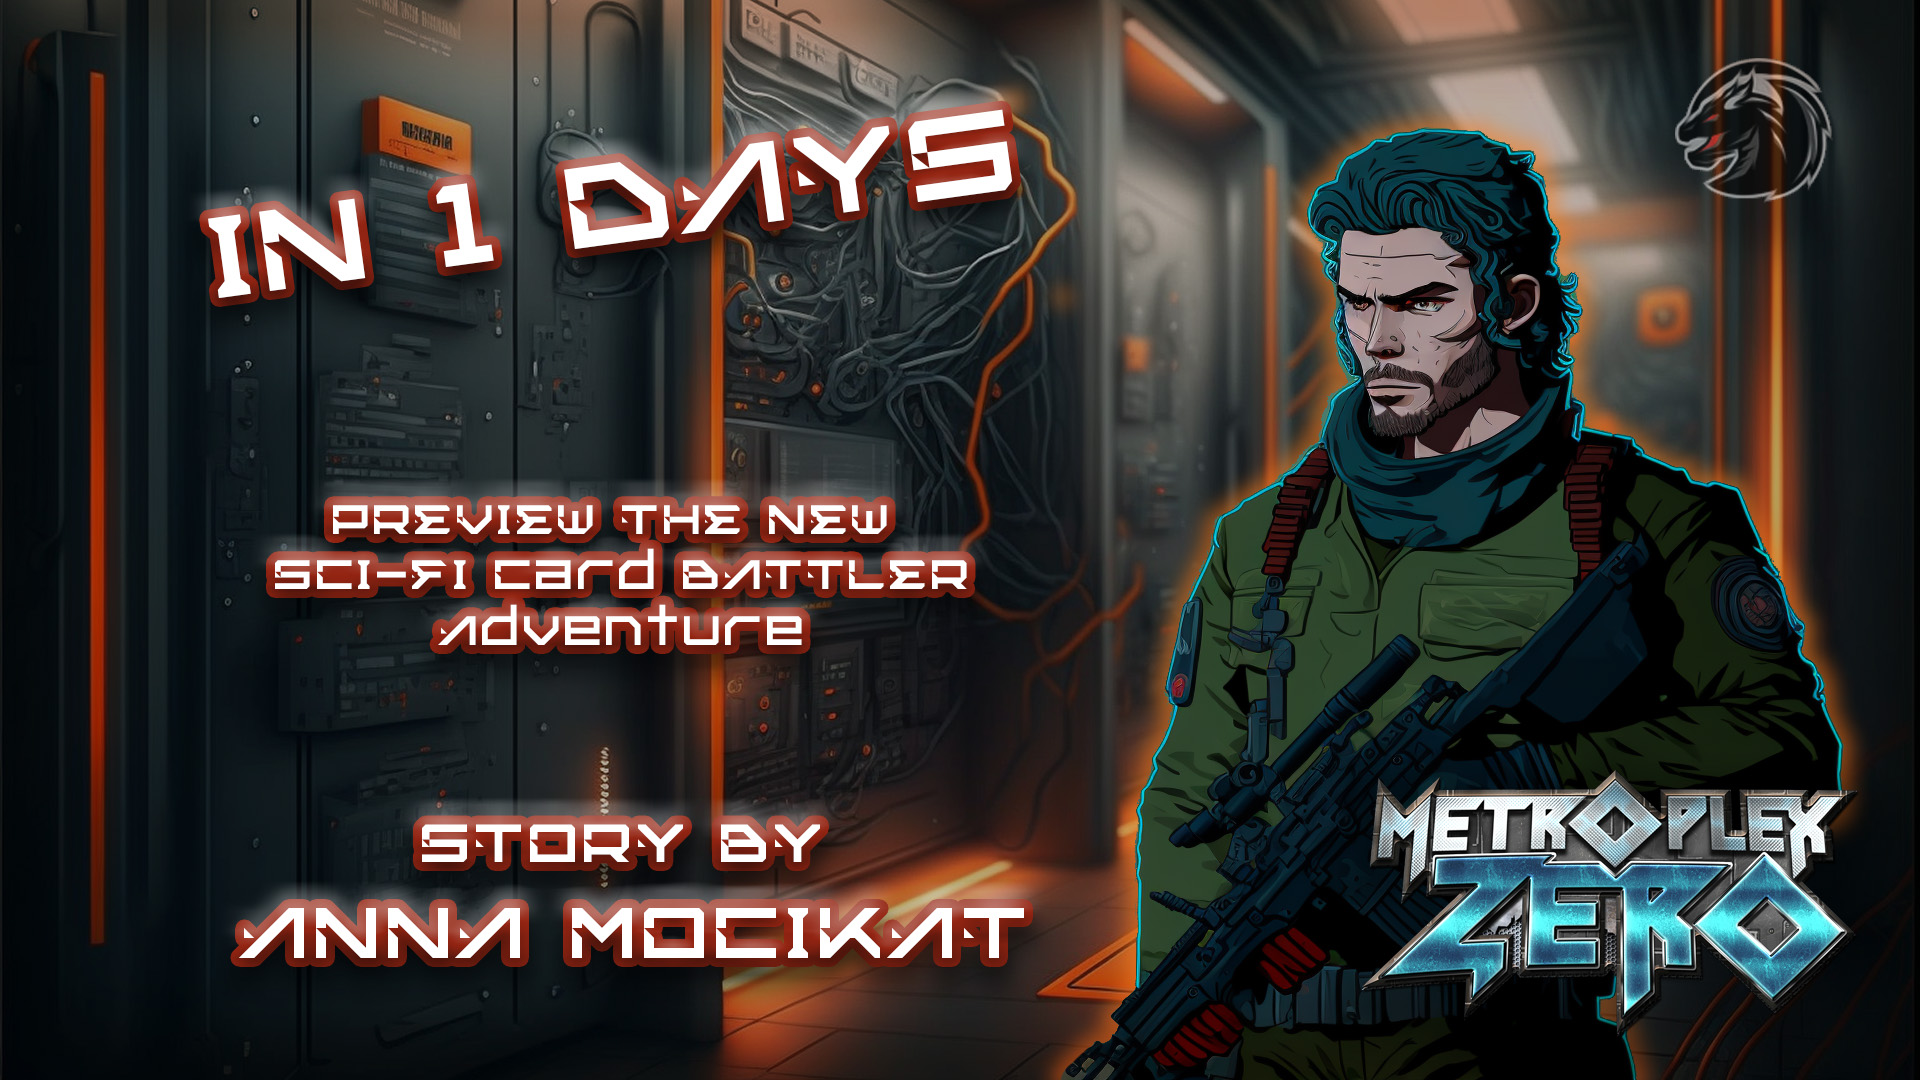 IN 1 DAYS
PREVIEW THE NEW
SCI-FI card BATTLER
Adventure
STORY BY
ANNA MOCIKAT
METROPLEX
ZERO